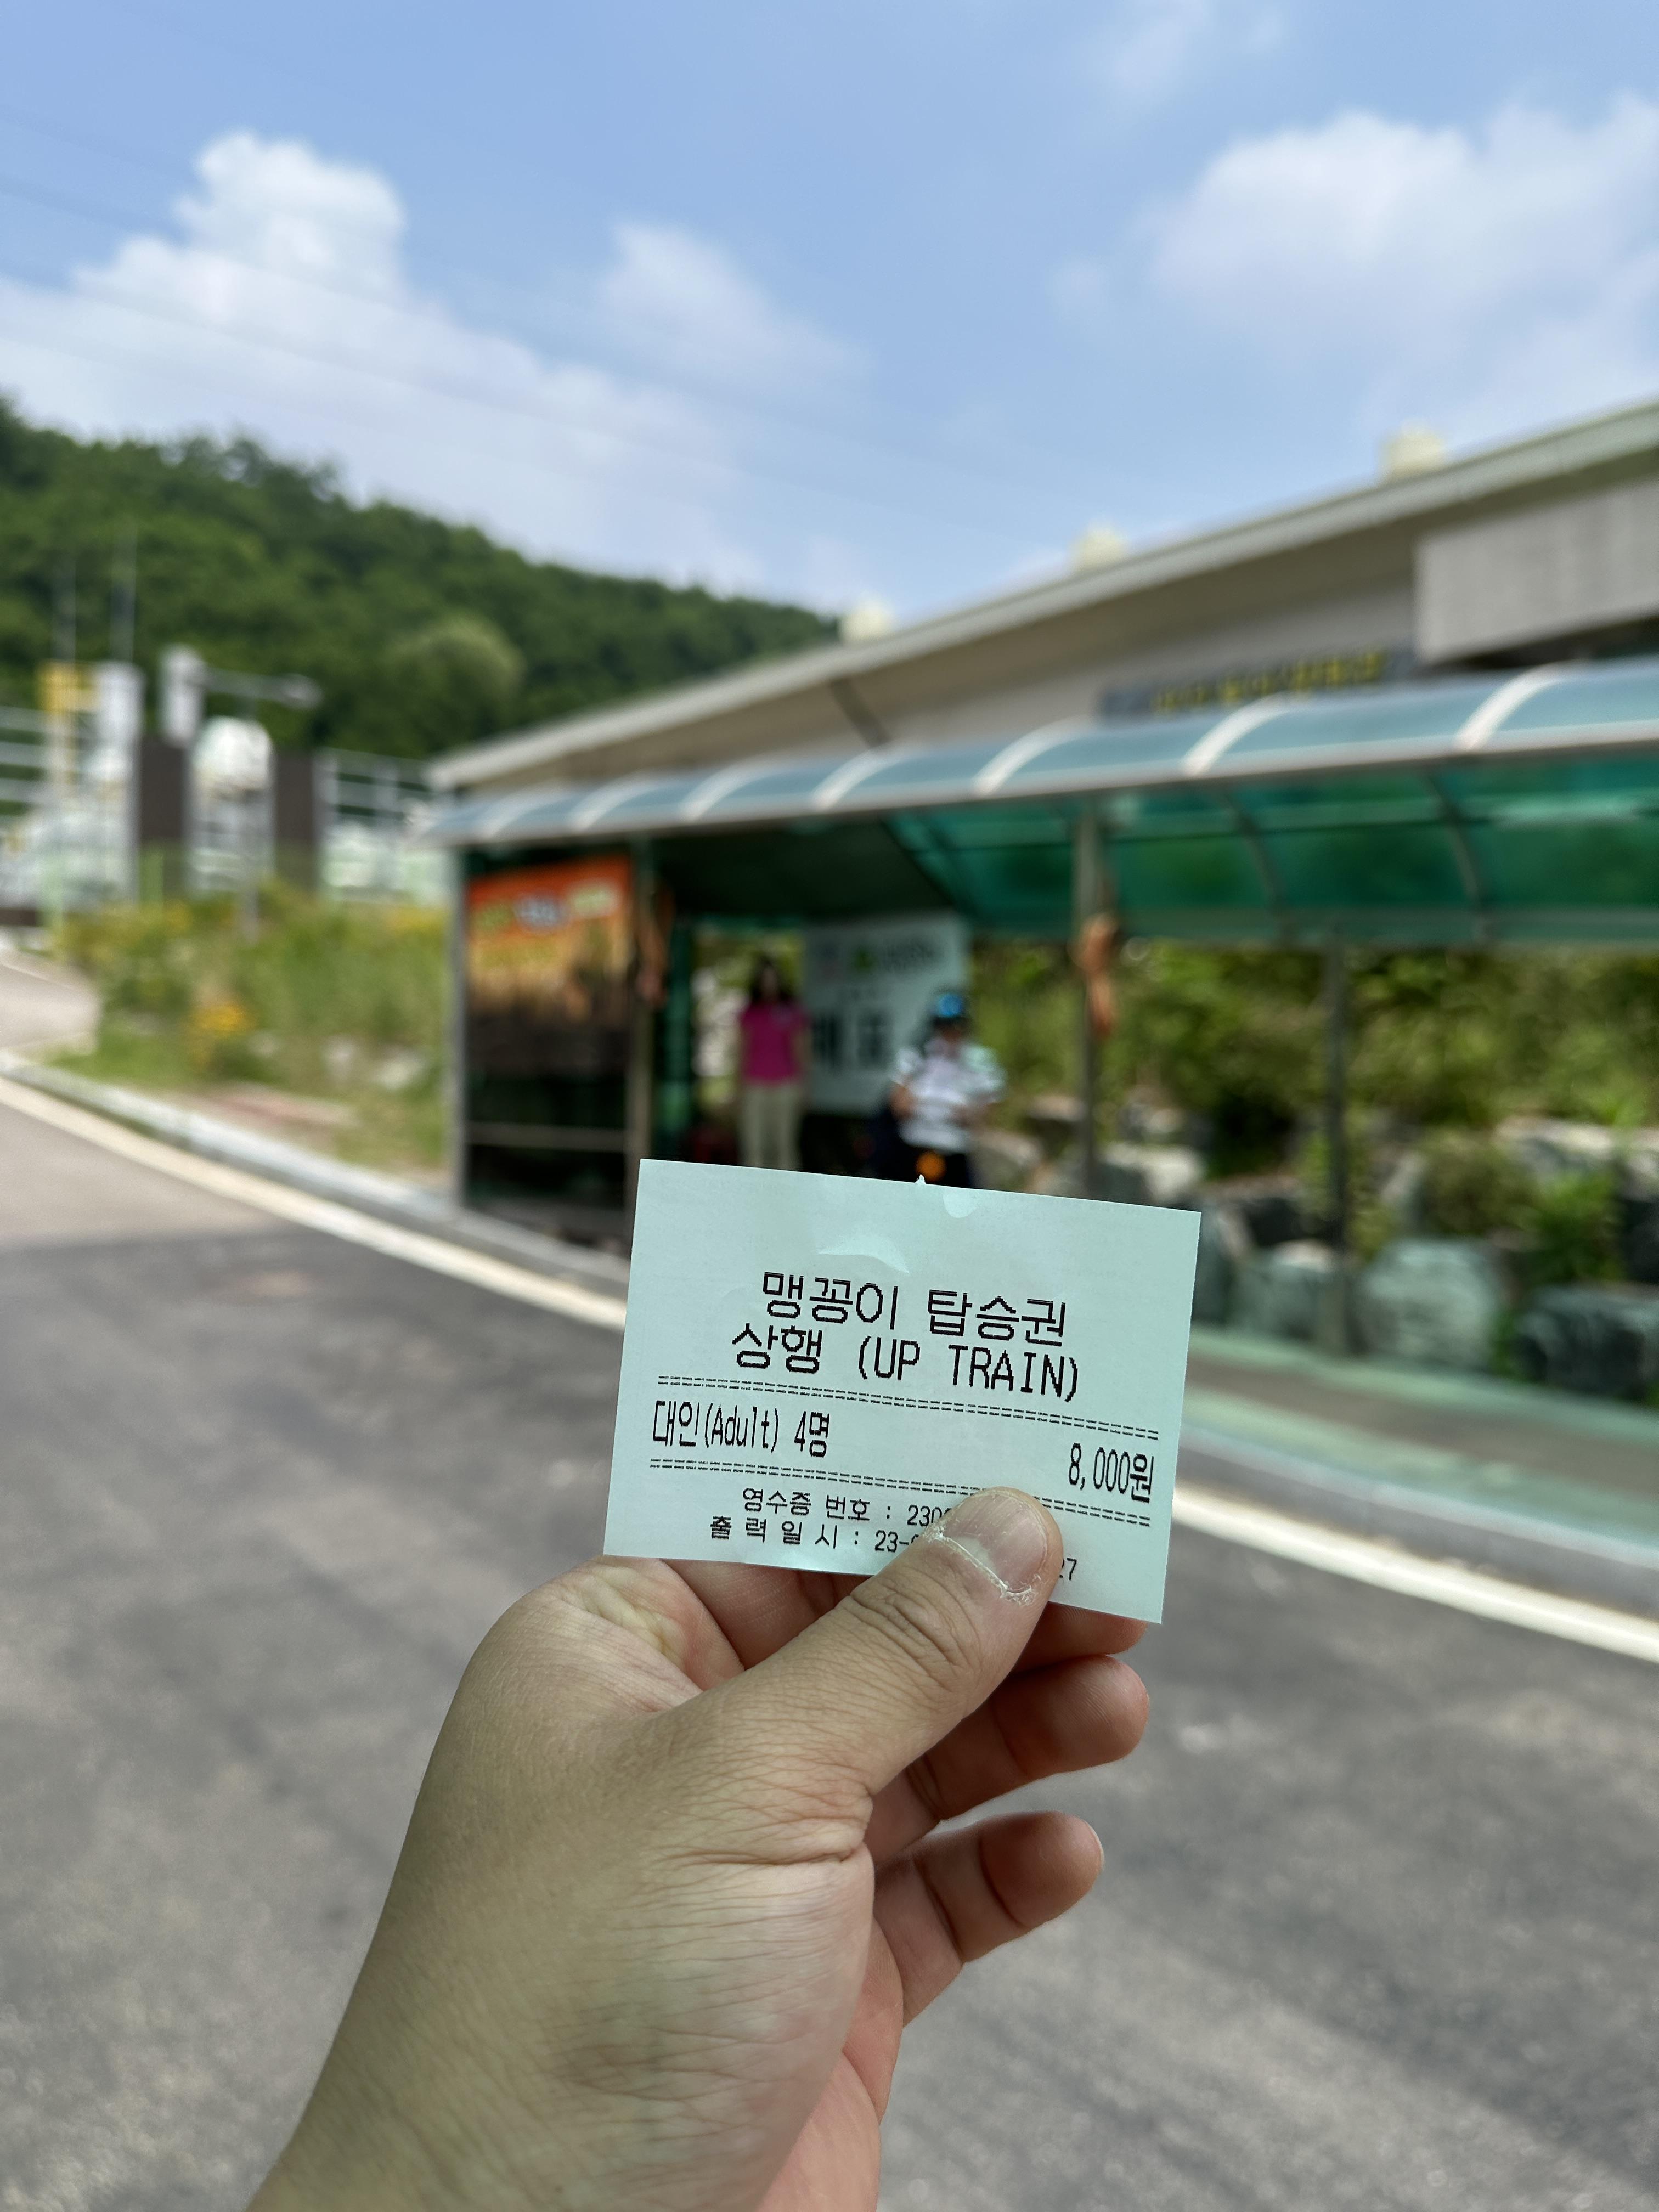 맹꽁이 탑승권
상행 (UP TRAIN)
대인(Adult) 4명 8,000원
영수증 번호 : 230
출 력 일 시 : 23- 27